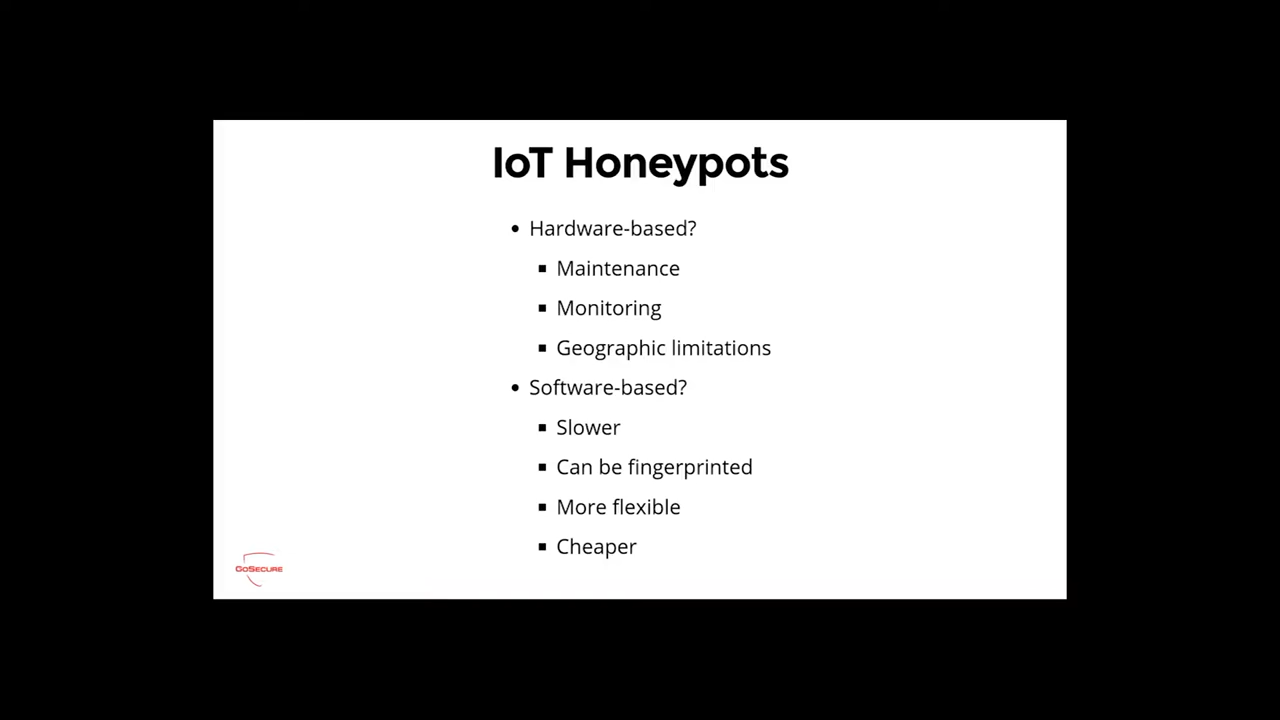 IoT Honeypots
• Hardware-based?
▪ Maintenance
▪ Monitoring
▪ Geographic limitations
• Software-based?
▪ Slower
▪ Can be fingerprinted
▪ More flexible
▪ Cheaper
GoSecure